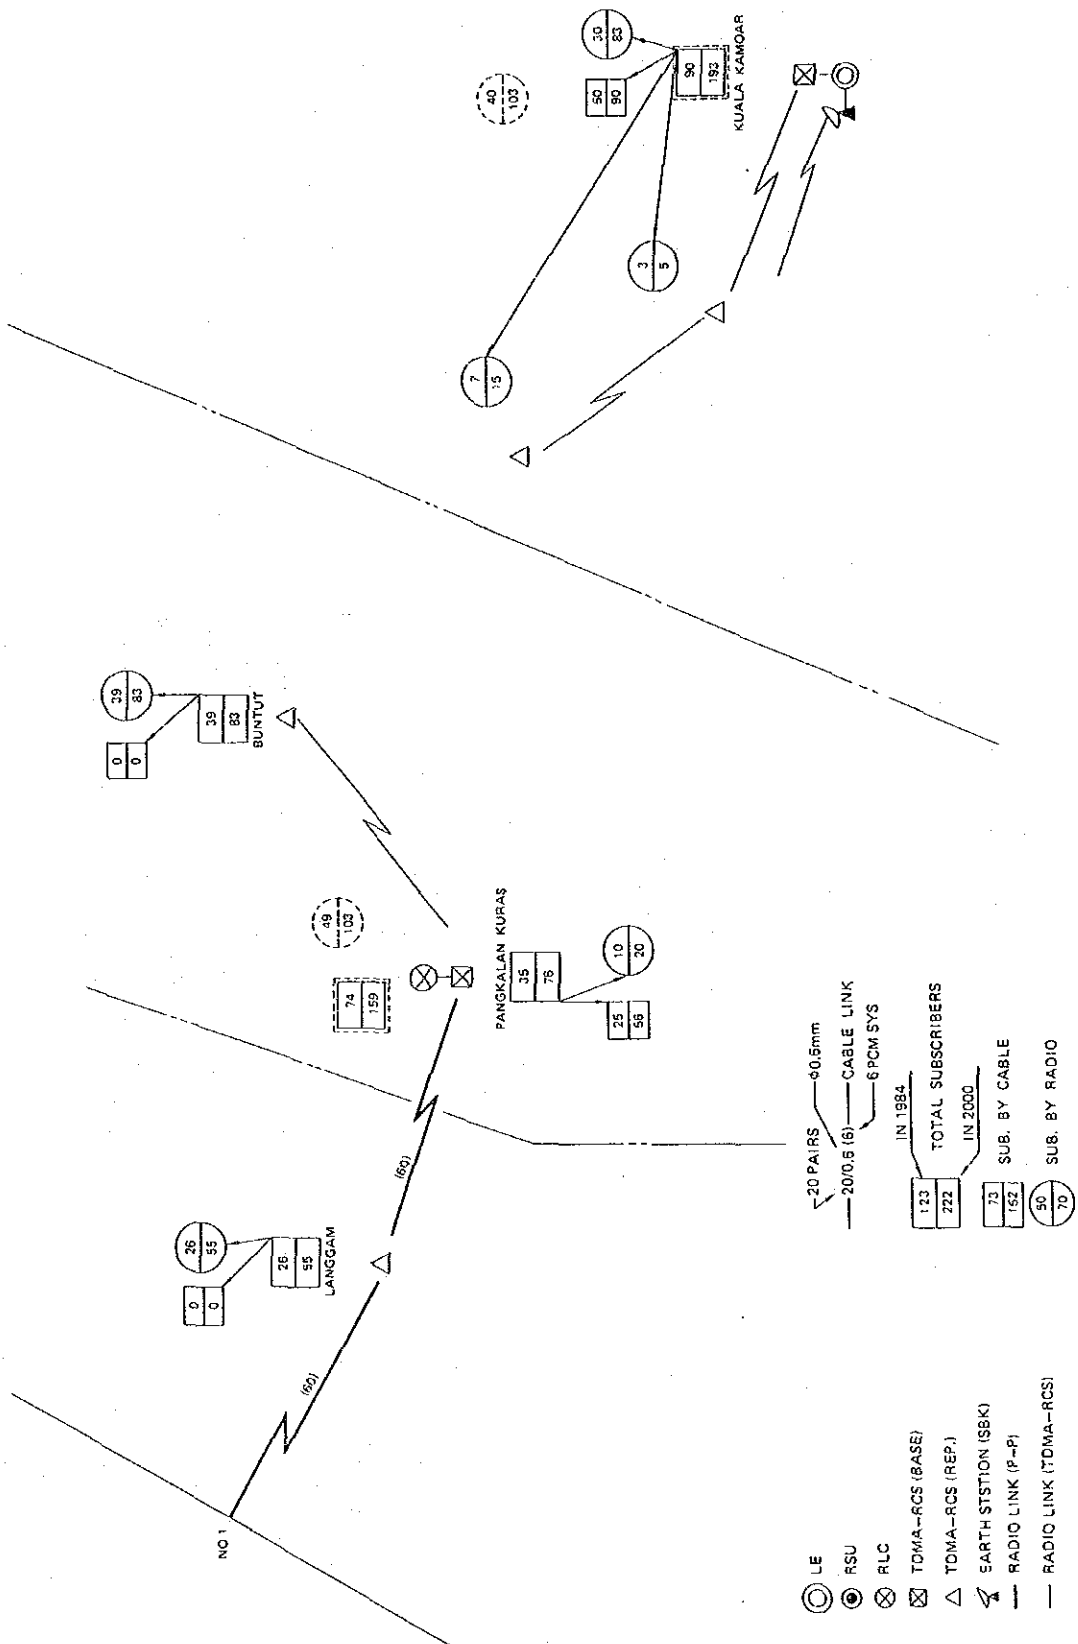 NO 1
(60)
(60)
0
0
26
55
26
55
LANGGAM
74
159
49
103
PANGKALAN KURAS
35
76
25
56
10
20
0
0
39
83
39
83
BUNTUT
7
15
3
5
40
103
30
83
90
193
KUALA KAMOAR
LE
RSU
RLC
TDMA-RCS (BASE)
TDMA-RCS (REP.)
EARTH STSTION (SBK)
RADIO LINK (P-P)
RADIO LINK (TDMA-RCS)
20 PAIRS
φ0.6mm
20/0.6 (6)
CABLE LINK
6 PCM SYS
IN 1984
123
222
TOTAL SUBSCRIBERS
IN 2000
73
152
SUB. BY CABLE
50
70
SUB. BY RADIO